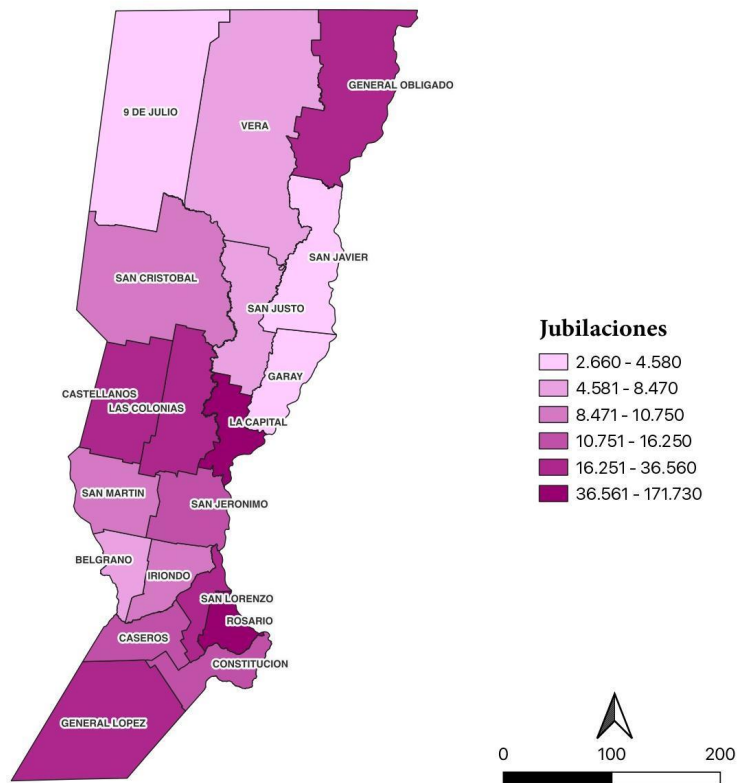 GENERAL OBLIGADO
9 DE JULIO
VERA
SAN JAVIER
SAN CRISTOBAL
SAN JUSTO
GARAY
CASTELLANOS
LAS COLONIAS
LA CAPITAL
SAN MARTIN
SAN JERONIMO
BELGRANO
IRIONDO
SAN LORENZO
ROSARIO
CASEROS
CONSTITUCION
GENERAL LOPEZ
Jubilaciones
2.660 - 4.580
4.581 - 8.470
8.471 - 10.750
10.751 - 16.250
16.251 - 36.560
36.561 - 171.730
0 100 200